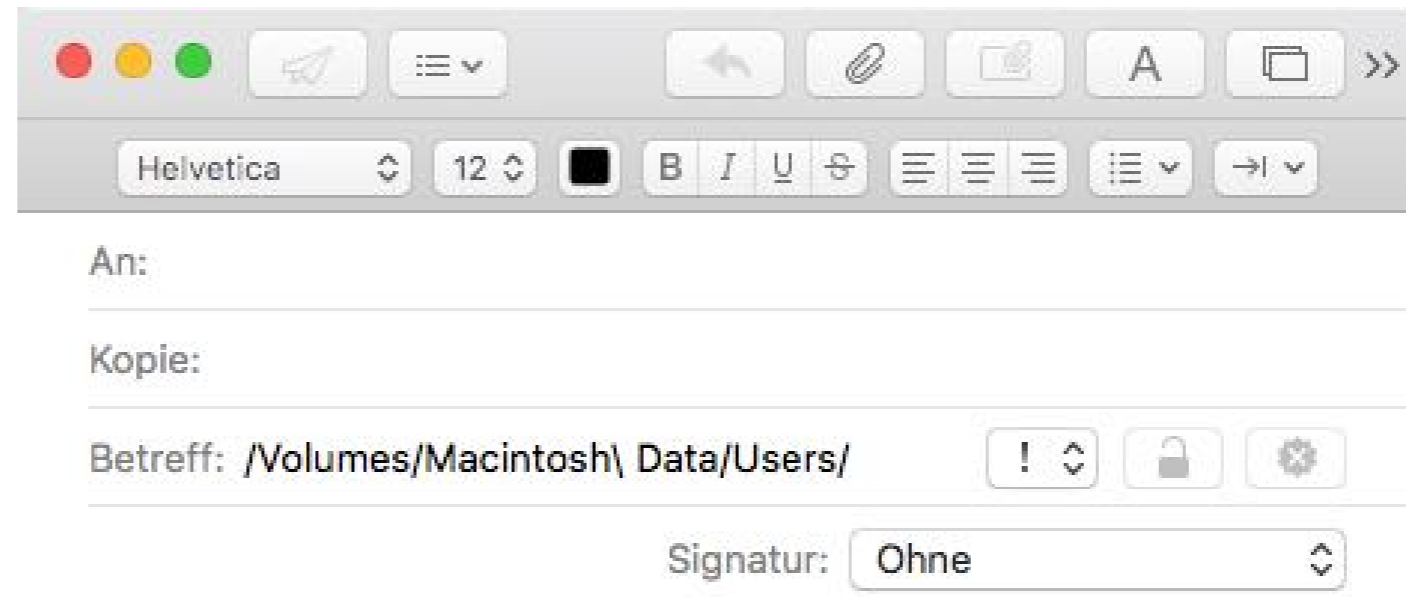 A
Helvetica 12 B I U S
An:
Kopie:
Betreff: /Volumes/Macintosh\ Data/Users/ !
Signatur: Ohne